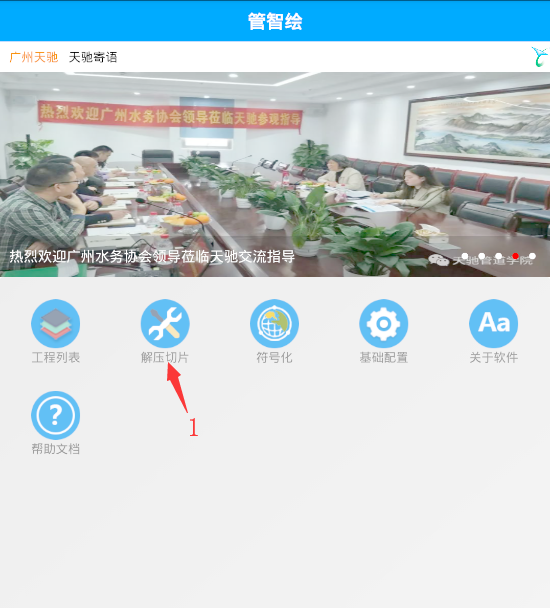 管智绘
广州天驰 天驰寄语
热烈欢迎广州水务协会领导莅临天驰参观指导
热烈欢迎广州水务协会领导莅临天驰交流指导
天驰管道学院
工程列表 解压切片 符号化 基础配置 Aa 关于软件
1
? 帮助文档